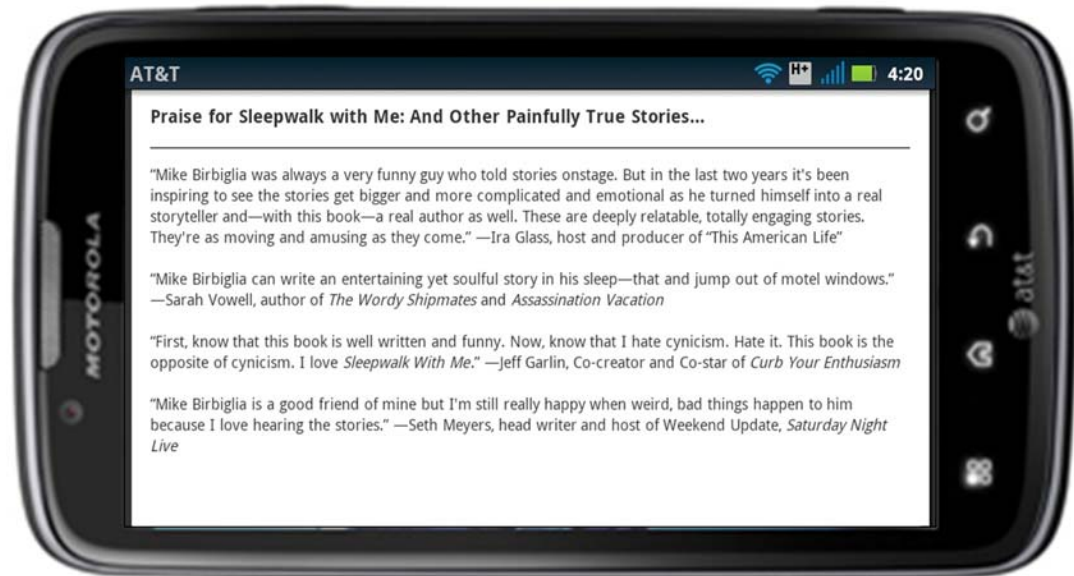 AT&T
H+
4:20
Praise for Sleepwalk with Me: And Other Painfully True Stories...
“Mike Birbiglia was always a very funny guy who told stories onstage. But in the last two years it's been
inspiring to see the stories get bigger and more complicated and emotional as he turned himself into a real
storyteller and—with this book—a real author as well. These are deeply relatable, totally engaging stories.
They're as moving and amusing as they come.” —Ira Glass, host and producer of “This American Life”
“Mike Birbiglia can write an entertaining yet soulful story in his sleep—that and jump out of motel windows.”
—Sarah Vowell, author of The Wordy Shipmates and Assassination Vacation
“First, know that this book is well written and funny. Now, know that I hate cynicism. Hate it. This book is the
opposite of cynicism. I love Sleepwalk With Me.” —Jeff Garlin, Co-creator and Co-star of Curb Your Enthusiasm
“Mike Birbiglia is a good friend of mine but I'm still really happy when weird, bad things happen to him
because I love hearing the stories.” —Seth Meyers, head writer and host of Weekend Update, Saturday Night
Live
MOTOROLA
at&t